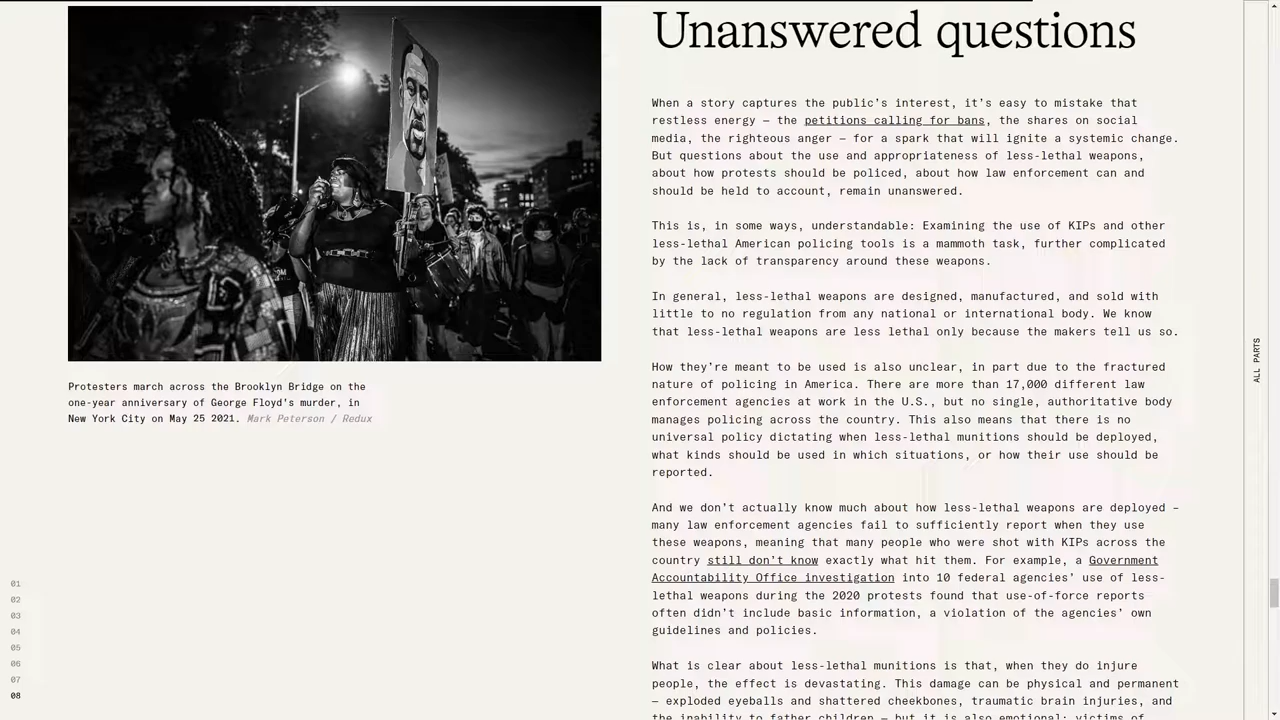 Unanswered questions
When a story captures the public's interest, it's easy to mistake that
restless energy – the petitions calling for bans, the shares on social
media, the righteous anger – for a spark that will ignite a systemic change.
But questions about the use and appropriateness of less-lethal weapons,
about how protests should be policed, about how law enforcement can and
should be held to account, remain unanswered.
This is, in some ways, understandable: Examining the use of KIPs and other
less-lethal American policing tools is a mammoth task, further complicated
by the lack of transparency around these weapons.
In general, less-lethal weapons are designed, manufactured, and sold with
little to no regulation from any national or international body. We know
that less-lethal weapons are less lethal only because the makers tell us so.
How they're meant to be used is also unclear, in part due to the fractured
nature of policing in America. There are more than 17,000 different law
enforcement agencies at work in the U.S., but no single, authoritative body
manages policing across the country. This also means that there is no
universal policy dictating when less-lethal munitions should be deployed,
what kinds should be used in which situations, or how their use should be
reported.
And we don't actually know much about how less-lethal weapons are deployed –
many law enforcement agencies fail to sufficiently report when they use
these weapons, meaning that many people who were shot with KIPs across the
country still don't know exactly what hit them. For example, a Government
Accountability Office investigation into 10 federal agencies' use of less-
lethal weapons during the 2020 protests found that use-of-force reports
often didn't include basic information, a violation of the agencies' own
guidelines and policies.
What is clear about less-lethal munitions is that, when they do injure
people, the effect is devastating. This damage can be physical and permanent
– exploded eyeballs and shattered cheekbones, traumatic brain injuries, and
the inability to father children – but it is also emotional: victims of
Protesters march across the Brooklyn Bridge on the
one-year anniversary of George Floyd's murder, in
New York City on May 25 2021. Mark Peterson / Redux
01
02
03
04
05
06
07
08
ALL PARTS